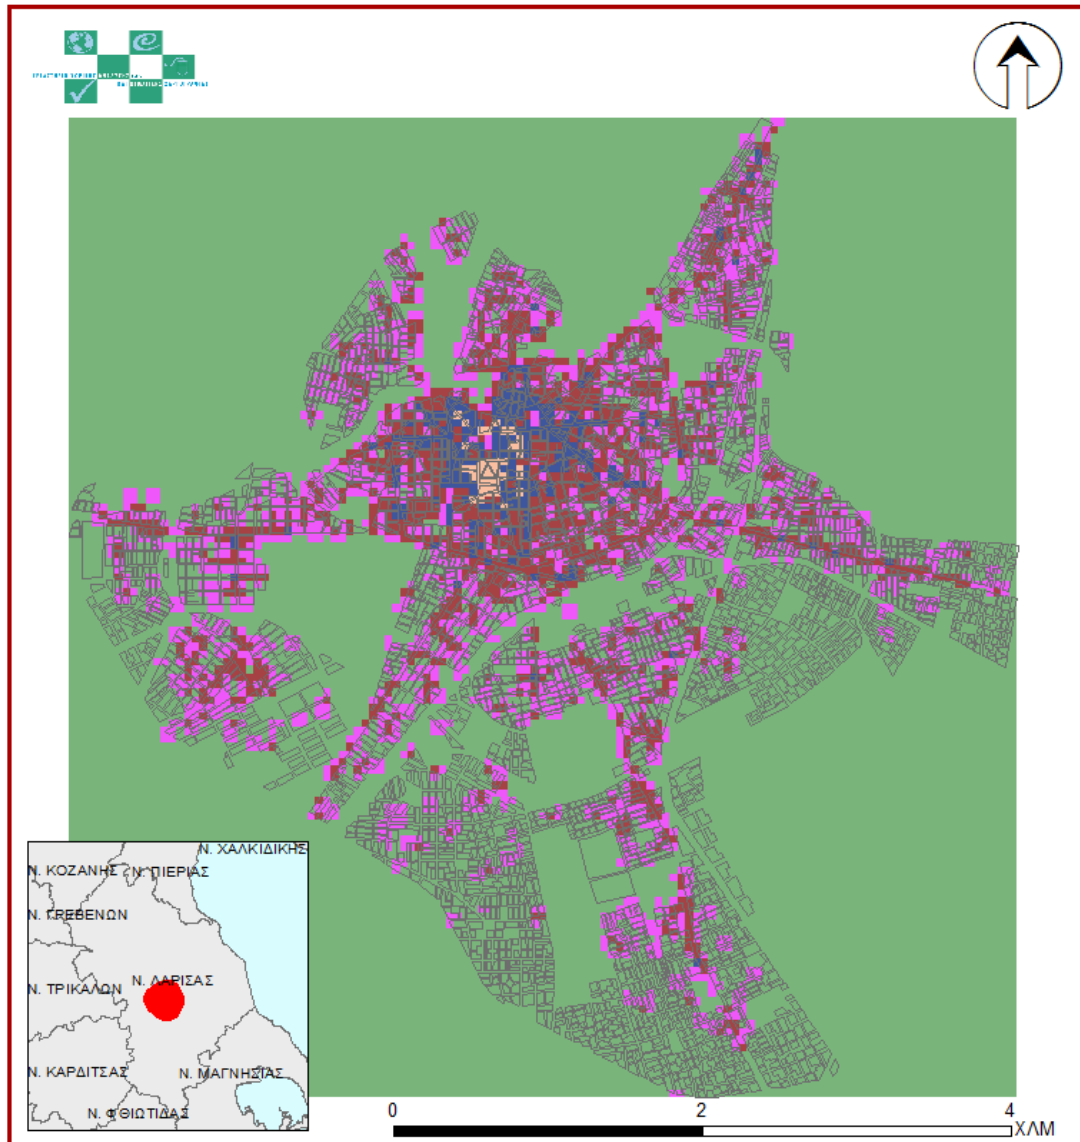 Ν. ΧΑΛΚΙΔΙΚΗΣ
Ν. ΚΟΖΑΝΗΣ
Ν. ΠΙΕΡΙΑΣ
Ν. ΓΡΕΒΕΝΩΝ
Ν. ΛΑΡΙΣΑΣ
Ν. ΤΡΙΚΑΛΩΝ
Ν. ΚΑΡΔΙΤΣΑΣ
Ν. ΜΑΓΝΗΣΙΑΣ
Ν. ΦΘΙΩΤΙΔΑΣ
0 2 4
ΧΛΜ